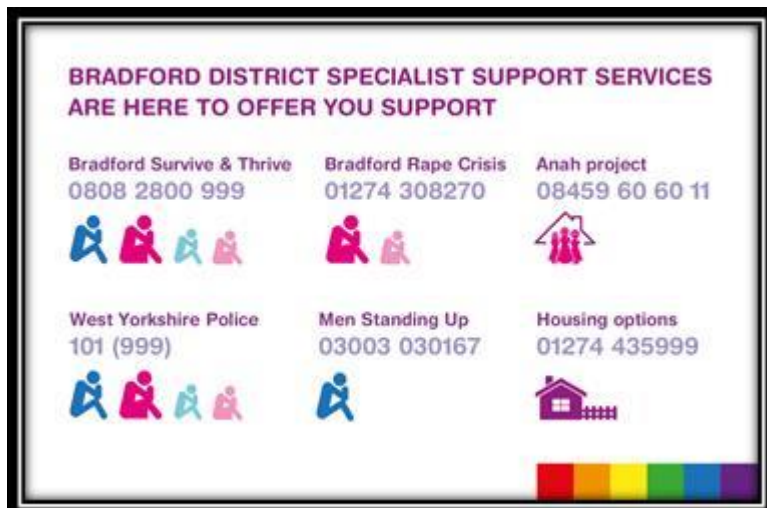 BRADFORD DISTRICT SPECIALIST SUPPORT SERVICES
ARE HERE TO OFFER YOU SUPPORT
Bradford Survive & Thrive
0808 2800 999
Bradford Rape Crisis
01274 308270
Anah project
08459 60 60 11
West Yorkshire Police
101 (999)
Men Standing Up
03003 030167
Housing options
01274 435999